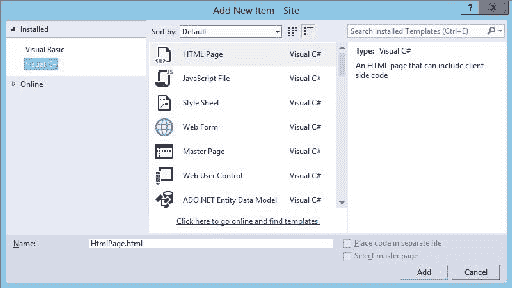 Add New Item - Site
? X
Installed
Visual Basic
Online
Sort by: Default
Search Installed Templates (Ctrl+E)
HTML Page Visual C#
JavaScript File Visual C#
Style Sheet Visual C#
Web Form Visual C#
Master Page Visual C#
Web User Control Visual C#
ADO.NET Entity Data Model Visual C#
Click here to go online and find templates.
Type: Visual C#
An HTML page that can include client-
side code
Name: HtmlPage.html
Place code in separate file
Select master page
Add Cancel